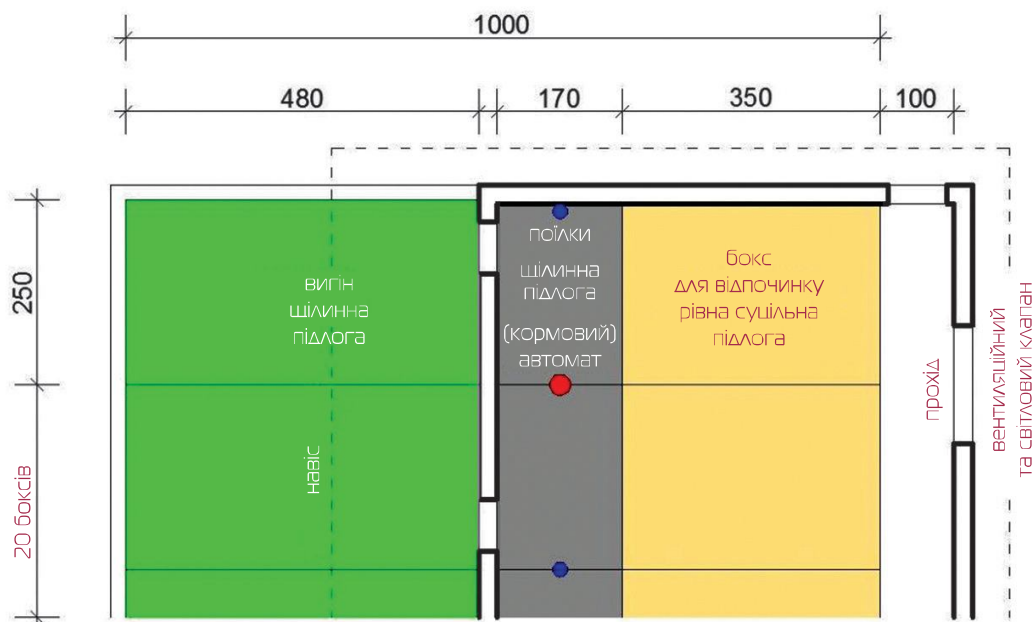 1000
480
170
350
100
250
20 боксів
вигін
щілинна
підлога
навіс
поїлки
щілинна
підлога
(кормовий)
автомат
бокс
для відпочинку
рівна суцільна
підлога
прохід
вентиляційний
та світловий клапан